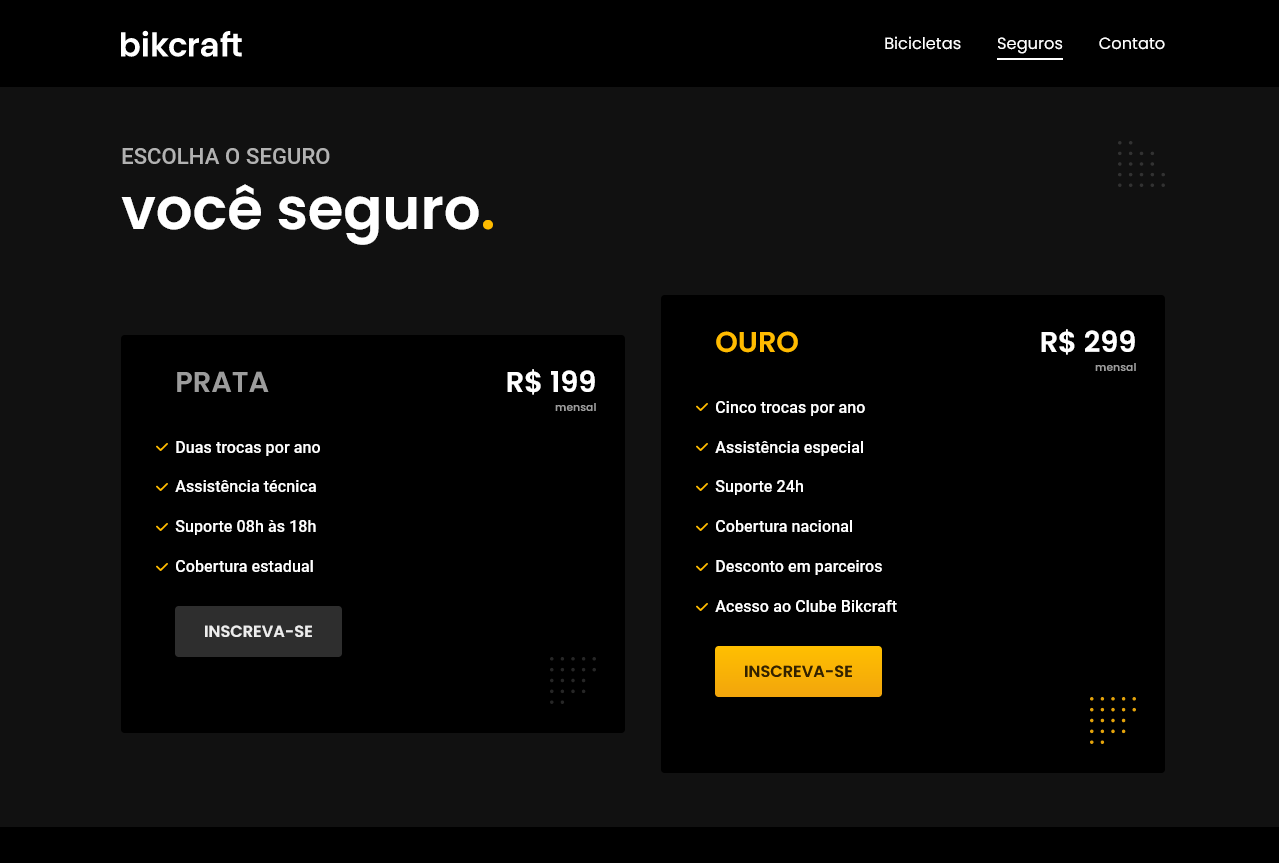 bikcraft
Bicicletas
Seguros
Contato
ESCOLHA O SEGURO
você seguro.
PRATA
R$ 199
mensal
Duas trocas por ano
Assistência técnica
Suporte 08h às 18h
Cobertura estadual
INSCREVA-SE
OURO
R$ 299
mensal
Cinco trocas por ano
Assistência especial
Suporte 24h
Cobertura nacional
Desconto em parceiros
Acesso ao Clube Bikcraft
INSCREVA-SE